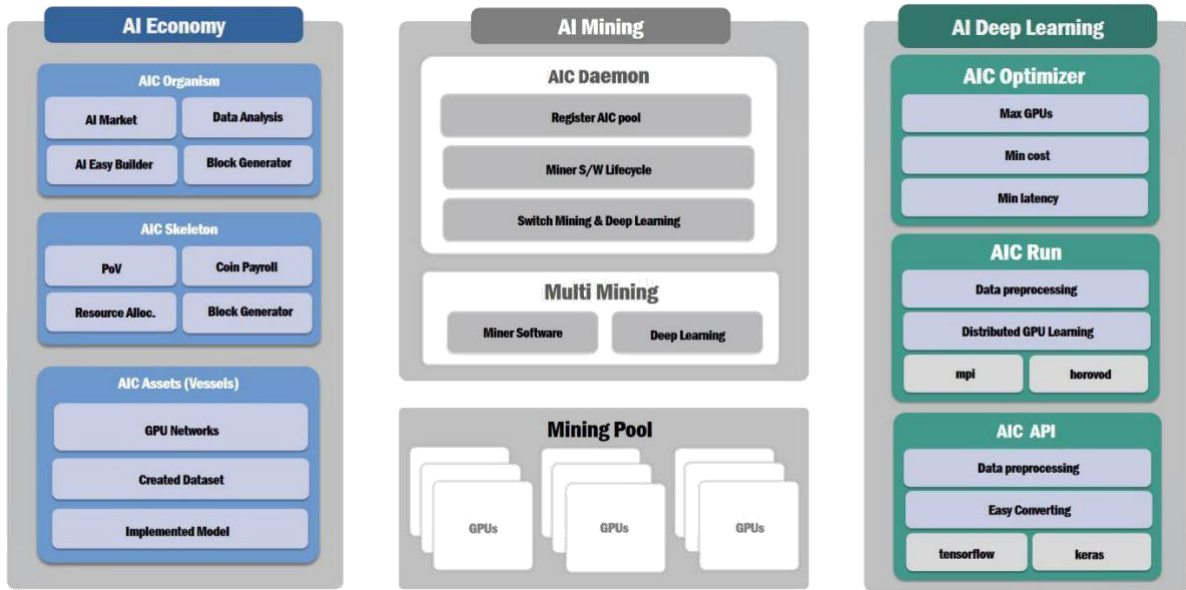 AI Economy
AIC Organism
AI Market
Data Analysis
AI Easy Builder
Block Generator
AIC Skeleton
PoV
Coin Payroll
Resource Alloc.
Block Generator
AIC Assets (Vessels)
GPU Networks
Created Dataset
Implemented Model
AI Mining
AIC Daemon
Register AIC pool
Miner S/W Lifecycle
Switch Mining & Deep Learning
Multi Mining
Miner Software
Deep Learning
Mining Pool
GPUs
GPUs
GPUs
AI Deep Learning
AIC Optimizer
Max GPUs
Min cost
Min latency
AIC Run
Data preprocessing
Distributed GPU Learning
mpi
horovod
AIC API
Data preprocessing
Easy Converting
tensorflow
keras